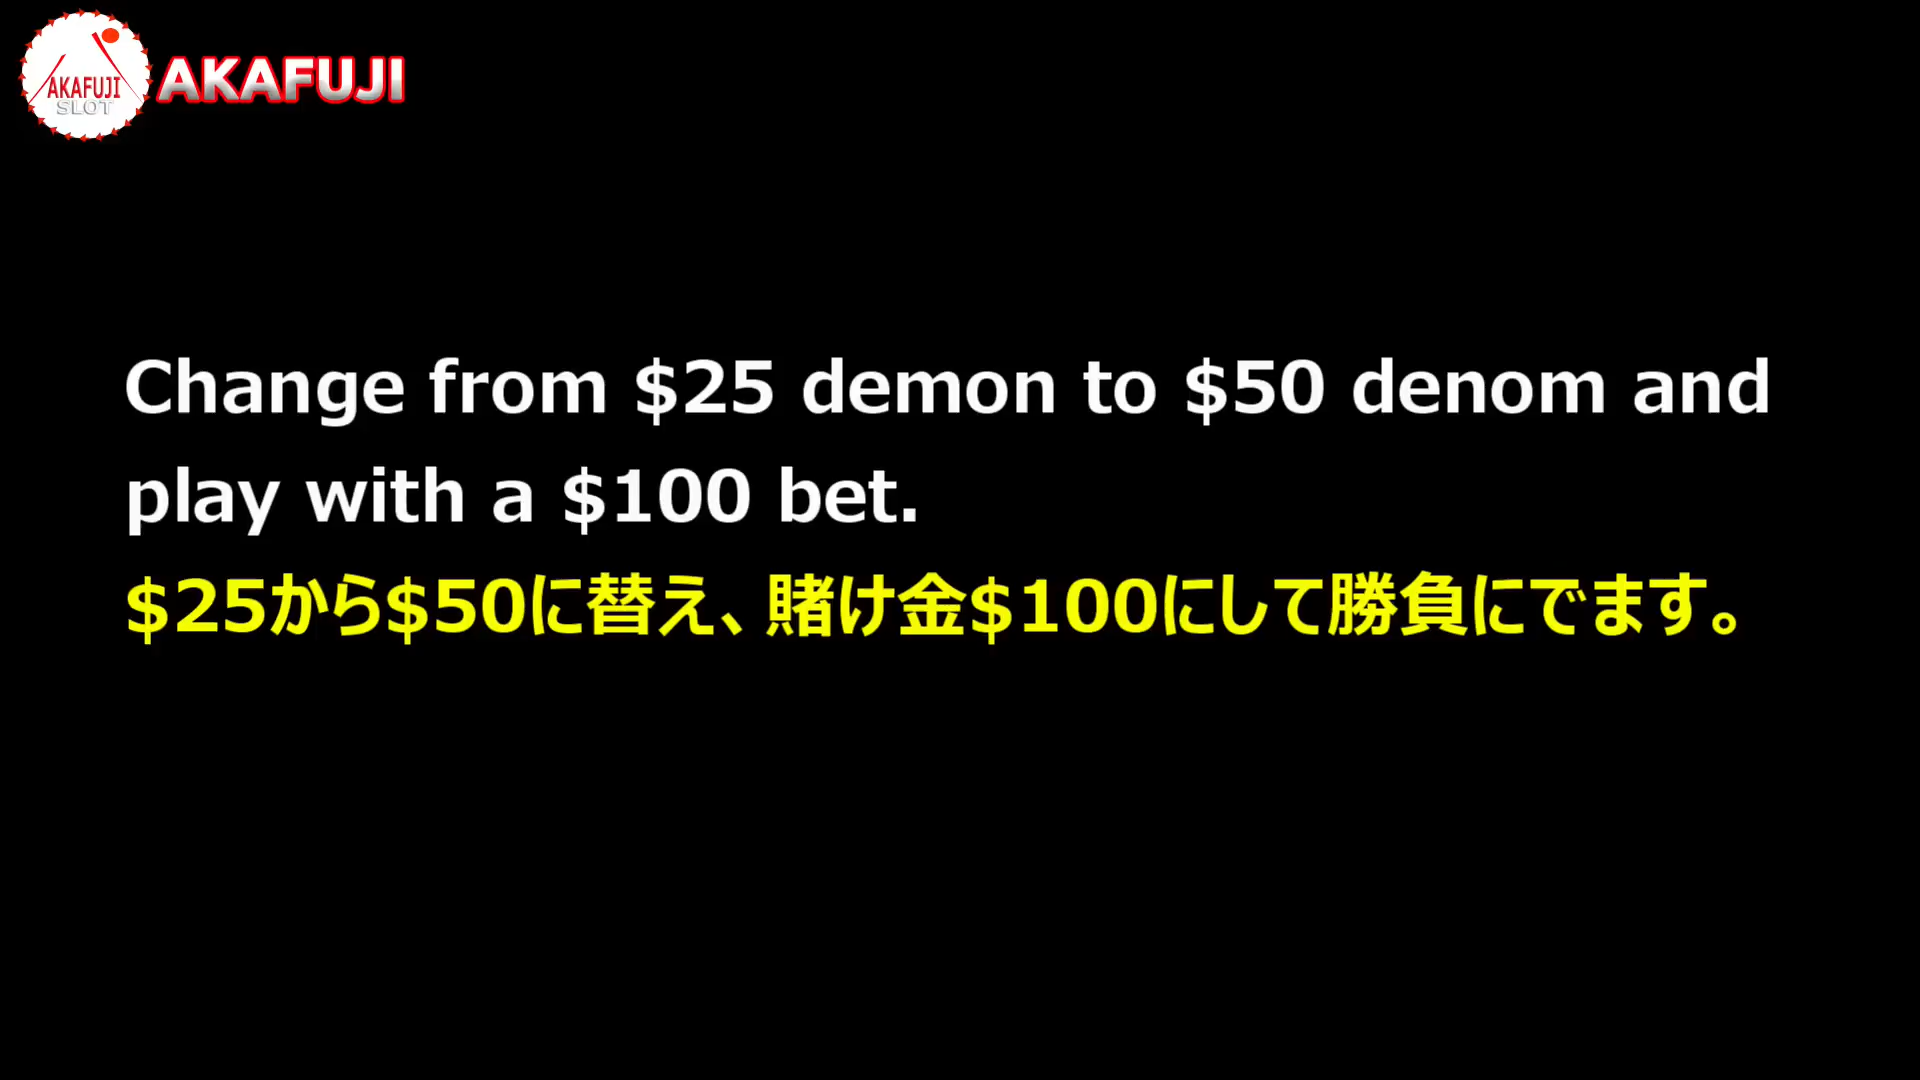 AKAFUJI
SLOT
AKAFUJI
Change from $25 demon to $50 denom and
play with a $100 bet.
$25から$50に替え、賭け金$100にして勝負にでます。